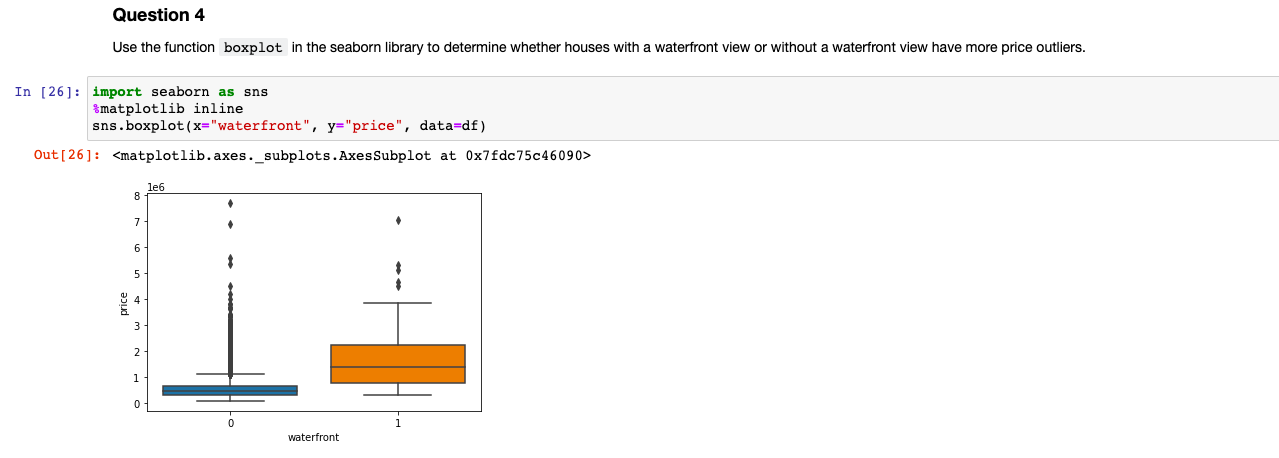 Question 4
Use the function boxplot in the seaborn library to determine whether houses with a waterfront view or without a waterfront view have more price outliers.
In [26]: import seaborn as sns
%matplotlib inline
sns.boxplot(x="waterfront", y="price", data=df)
Out[26]: <matplotlib.axes._subplots.AxesSubplot at 0x7fdc75c46090>
1e6
8
7
6
5
4
3
2
1
0
price
0 1
waterfront